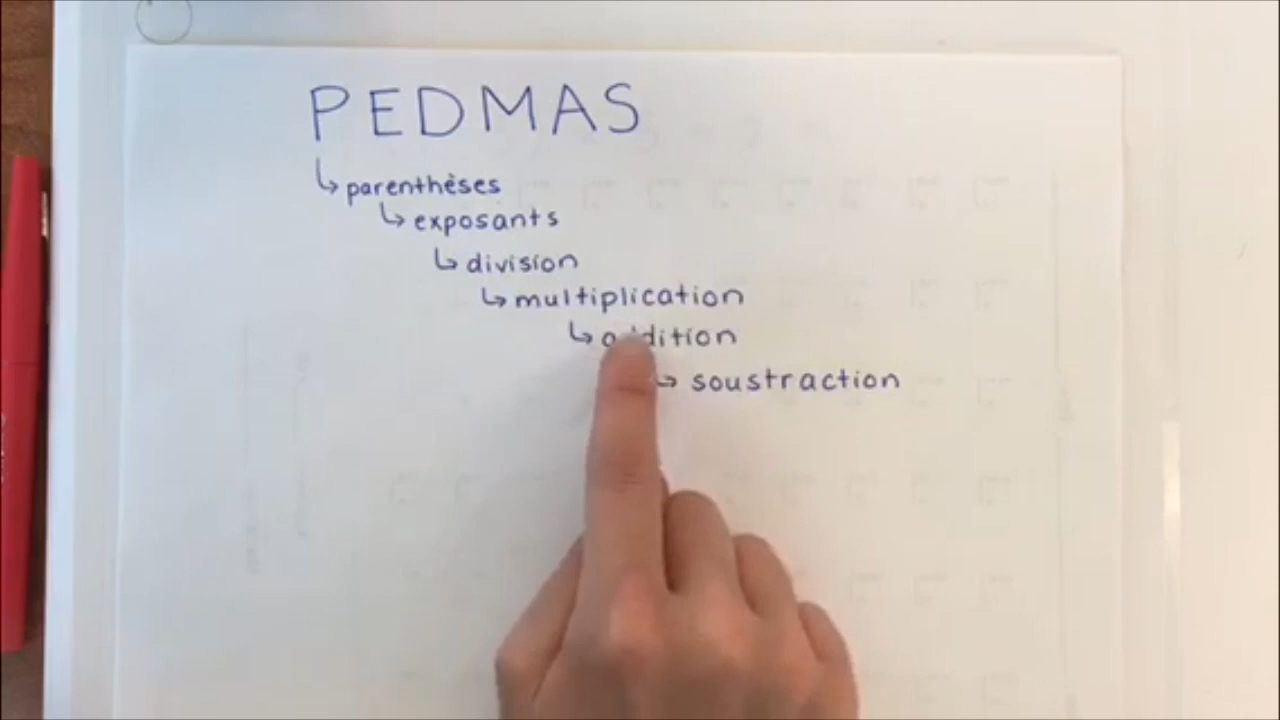 PEDMAS
↳ parenthèses
↳ exposants
↳ division
↳ multiplication
↳ addition
↳ soustraction